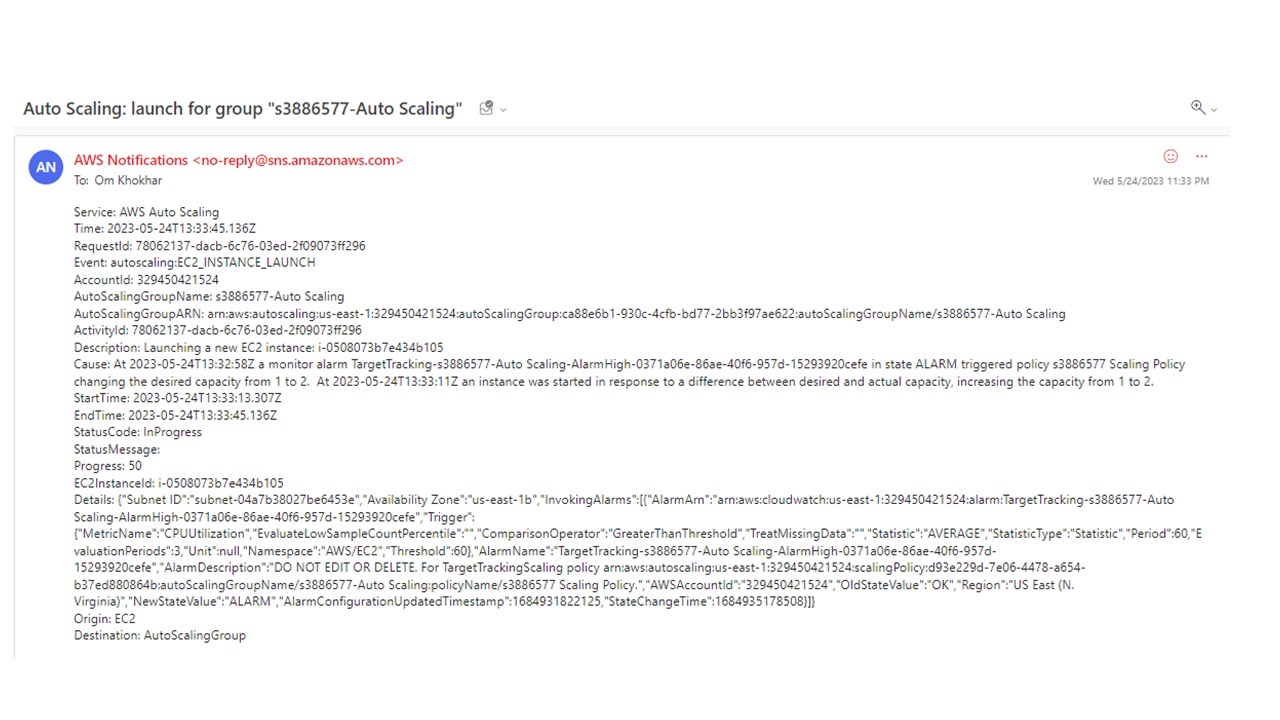 Auto Scaling: launch for group "s3886577-Auto Scaling"
AN
AWS Notifications <no-reply@sns.amazonaws.com>
To: Om Khokhar
Wed 5/24/2023 11:33 PM
Service: AWS Auto Scaling
Time: 2023-05-24T13:33:45.136Z
RequestId: 78062137-dacb-6c76-03ed-2f09073ff296
Event: autoscaling:EC2_INSTANCE_LAUNCH
AccountId: 329450421524
AutoScalingGroupName: s3886577-Auto Scaling
AutoScalingGroupARN: arn:aws:autoscaling:us-east-1:329450421524:autoScalingGroup:ca88e6b1-930c-4cfb-bd77-2bb3f97ae622:autoScalingGroupName/s3886577-Auto Scaling
ActivityId: 78062137-dacb-6c76-03ed-2f09073ff296
Description: Launching a new EC2 instance: i-0508073b7e434b105
Cause: At 2023-05-24T13:32:58Z a monitor alarm TargetTracking-s3886577-Auto Scaling-AlarmHigh-0371a06e-86ae-40f6-957d-15293920cefe in state ALARM triggered policy s3886577 Scaling Policy
changing the desired capacity from 1 to 2.  At 2023-05-24T13:33:11Z an instance was started in response to a difference between desired and actual capacity, increasing the capacity from 1 to 2.
StartTime: 2023-05-24T13:33:13.307Z
EndTime: 2023-05-24T13:33:45.136Z
StatusCode: InProgress
StatusMessage:
Progress: 50
EC2InstanceId: i-0508073b7e434b105
Details: {"Subnet ID":"subnet-04a7b38027be6453e","Availability Zone":"us-east-1b","InvokingAlarms":[{"AlarmArn":"arn:aws:cloudwatch:us-east-1:329450421524:alarm:TargetTracking-s3886577-Auto
Scaling-AlarmHigh-0371a06e-86ae-40f6-957d-15293920cefe","Trigger":
{"MetricName":"CPUUtilization","EvaluateLowSampleCountPercentile":"","ComparisonOperator":"GreaterThanThreshold","TreatMissingData":"","Statistic":"AVERAGE","StatisticType":"Statistic","Period":60,"E
valuationPeriods":3,"Unit":null,"Namespace":"AWS/EC2","Threshold":60},"AlarmName":"TargetTracking-s3886577-Auto Scaling-AlarmHigh-0371a06e-86ae-40f6-957d-
15293920cefe","AlarmDescription":"DO NOT EDIT OR DELETE. For TargetTrackingScaling policy arn:aws:autoscaling:us-east-1:329450421524:scalingPolicy:d93e229d-7e06-4478-a654-
b37ed880864b:autoScalingGroupName/s3886577-Auto Scaling:policyName/s3886577 Scaling Policy.","AWSAccountId":"329450421524","OldStateValue":"OK","Region":"US East (N.
Virginia)","NewStateValue":"ALARM","AlarmConfigurationUpdatedTimestamp":1684931822125,"StateChangeTime":1684935178508}]}
Origin: EC2
Destination: AutoScalingGroup